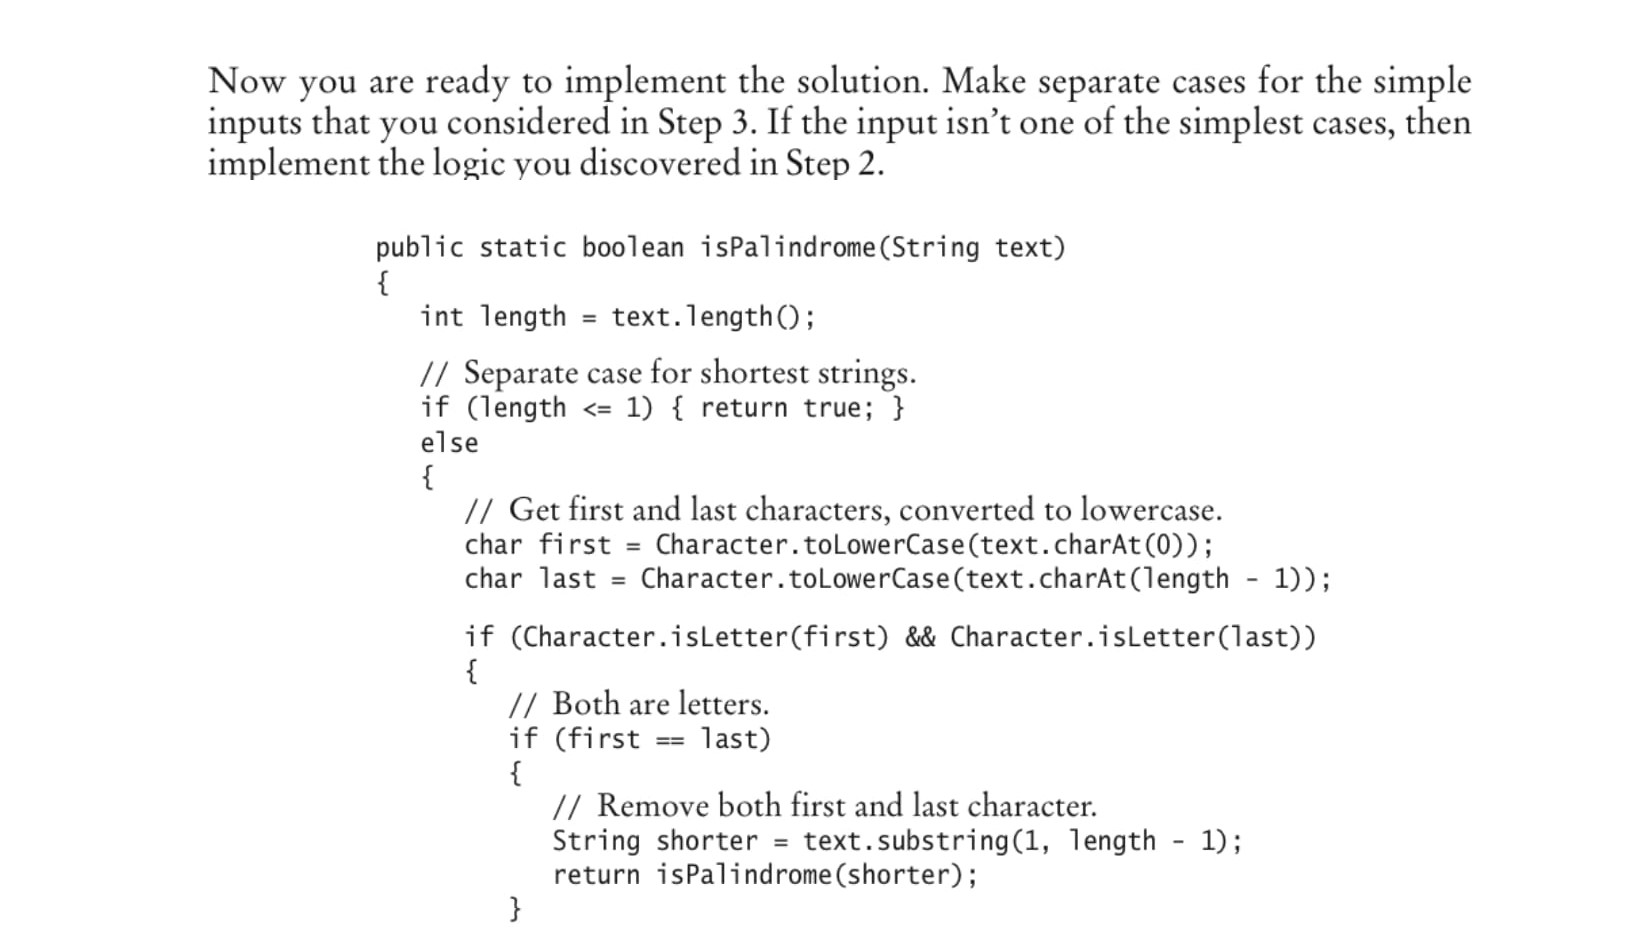 Now you are ready to implement the solution. Make separate cases for the simple
inputs that you considered in Step 3. If the input isn’t one of the simplest cases, then
implement the logic you discovered in Step 2.
public static boolean isPalindrome(String text)
{
   int length = text.length();
   // Separate case for shortest strings.
   if (length <= 1) { return true; }
   else
   {
      // Get first and last characters, converted to lowercase.
      char first = Character.toLowerCase(text.charAt(0));
      char last = Character.toLowerCase(text.charAt(length - 1));
      if (Character.isLetter(first) && Character.isLetter(last))
      {
         // Both are letters.
         if (first == last)
         {
            // Remove both first and last character.
            String shorter = text.substring(1, length - 1);
            return isPalindrome(shorter);
         }